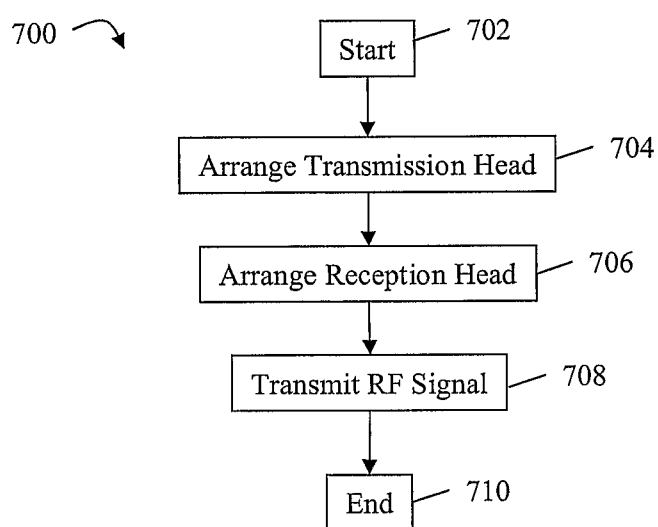 700
Start
702
Arrange Transmission Head
704
Arrange Reception Head
706
Transmit RF Signal
708
End
710